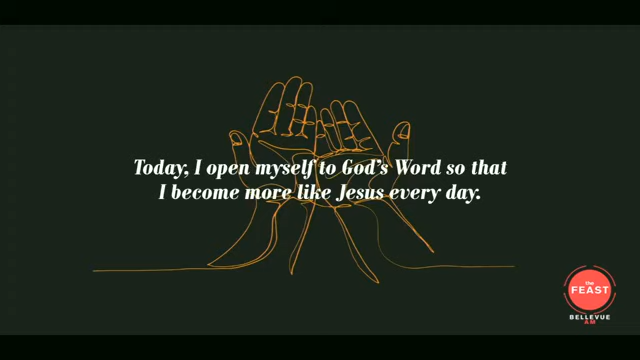 Today, I open myself to God's Word so that
I become more like Jesus every day.
the
FEAST
BELLEVUE
AM